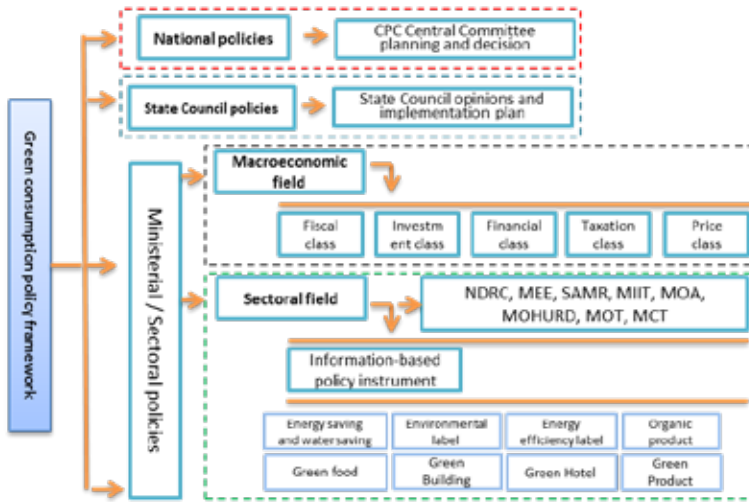 Green consumption policy framework
National policies
CPC Central Committee
planning and decision
State Council policies
State Council opinions and
implementation plan
Ministerial / Sectoral policies
Macroeconomic
field
Fiscal
class
Investm
ent class
Financial
class
Taxation
class
Price
class
Sectoral field
NDRC, MEE, SAMR, MIIT, MOA,
MOHURD, MOT, MCT
Information-based
policy instrument
Energy saving
and water saving
Environmental
label
Energy
efficiency label
Organic
product
Green food
Green
Building
Green Hotel
Green
Product